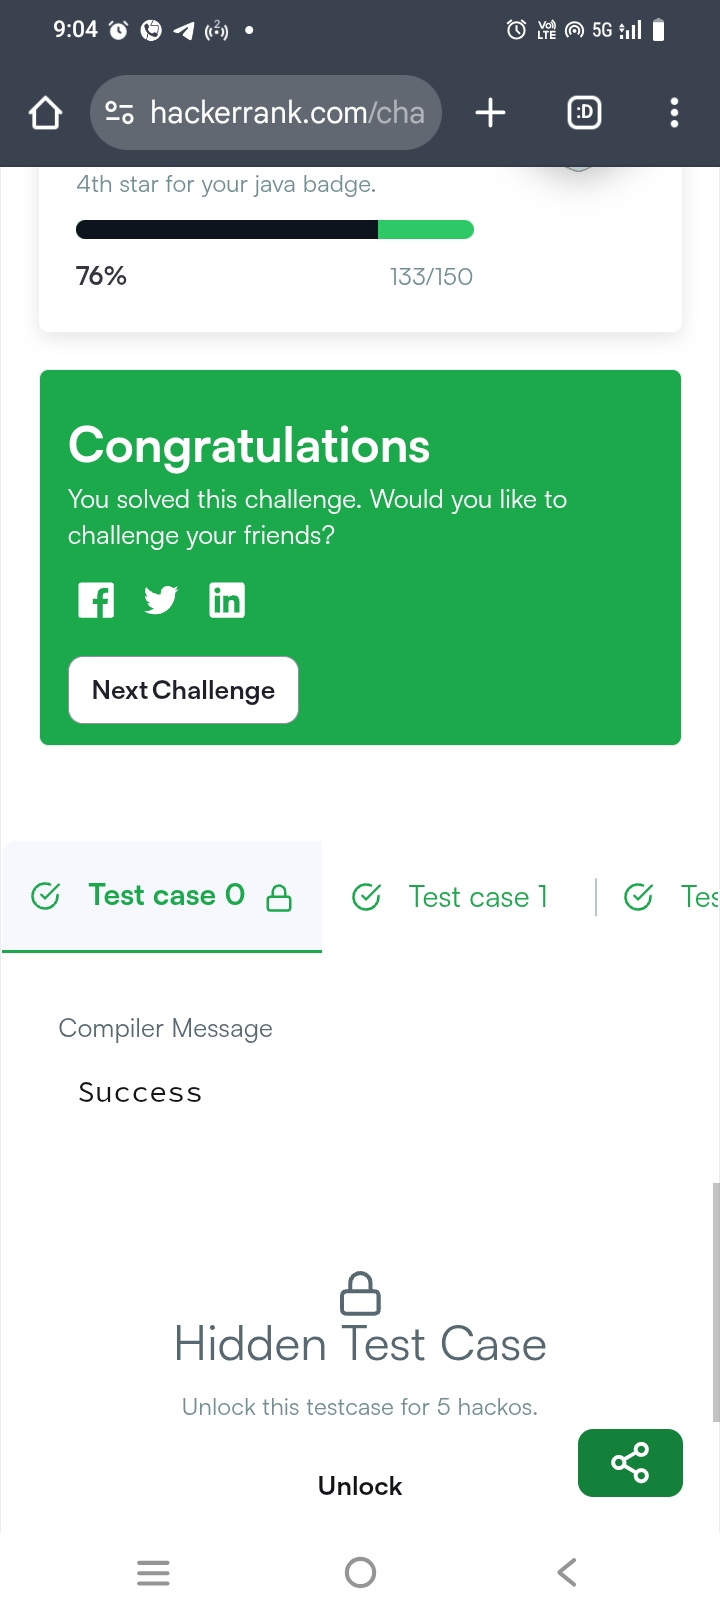 9:04
VoD LTE 5G
hackerrank.com/cha
:D
4th star for your java badge.
76%
133/150
Congratulations
You solved this challenge. Would you like to
challenge your friends?
Next Challenge
Test case 0
Test case 1
Tes
Compiler Message
Success
Hidden Test Case
Unlock this testcase for 5 hackos.
Unlock